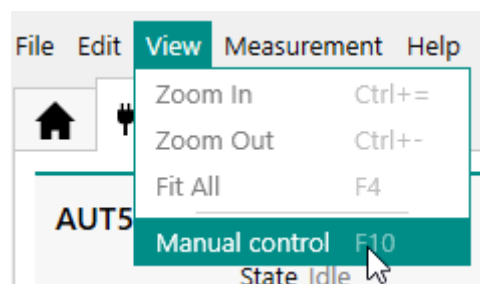 File Edit View Measurement Help
Zoom In Ctrl+=
Zoom Out Ctrl+-
Fit All F4
AUT5
Manual control F10
State Idle